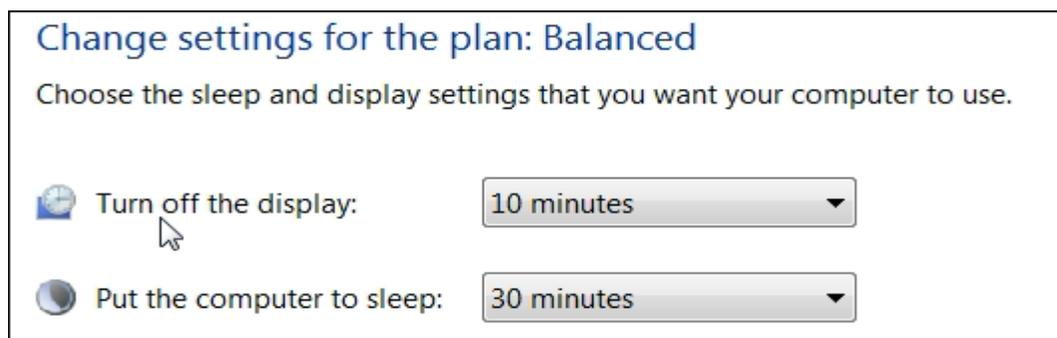 Change settings for the plan: Balanced
Choose the sleep and display settings that you want your computer to use.
Turn off the display: 10 minutes
Put the computer to sleep: 30 minutes